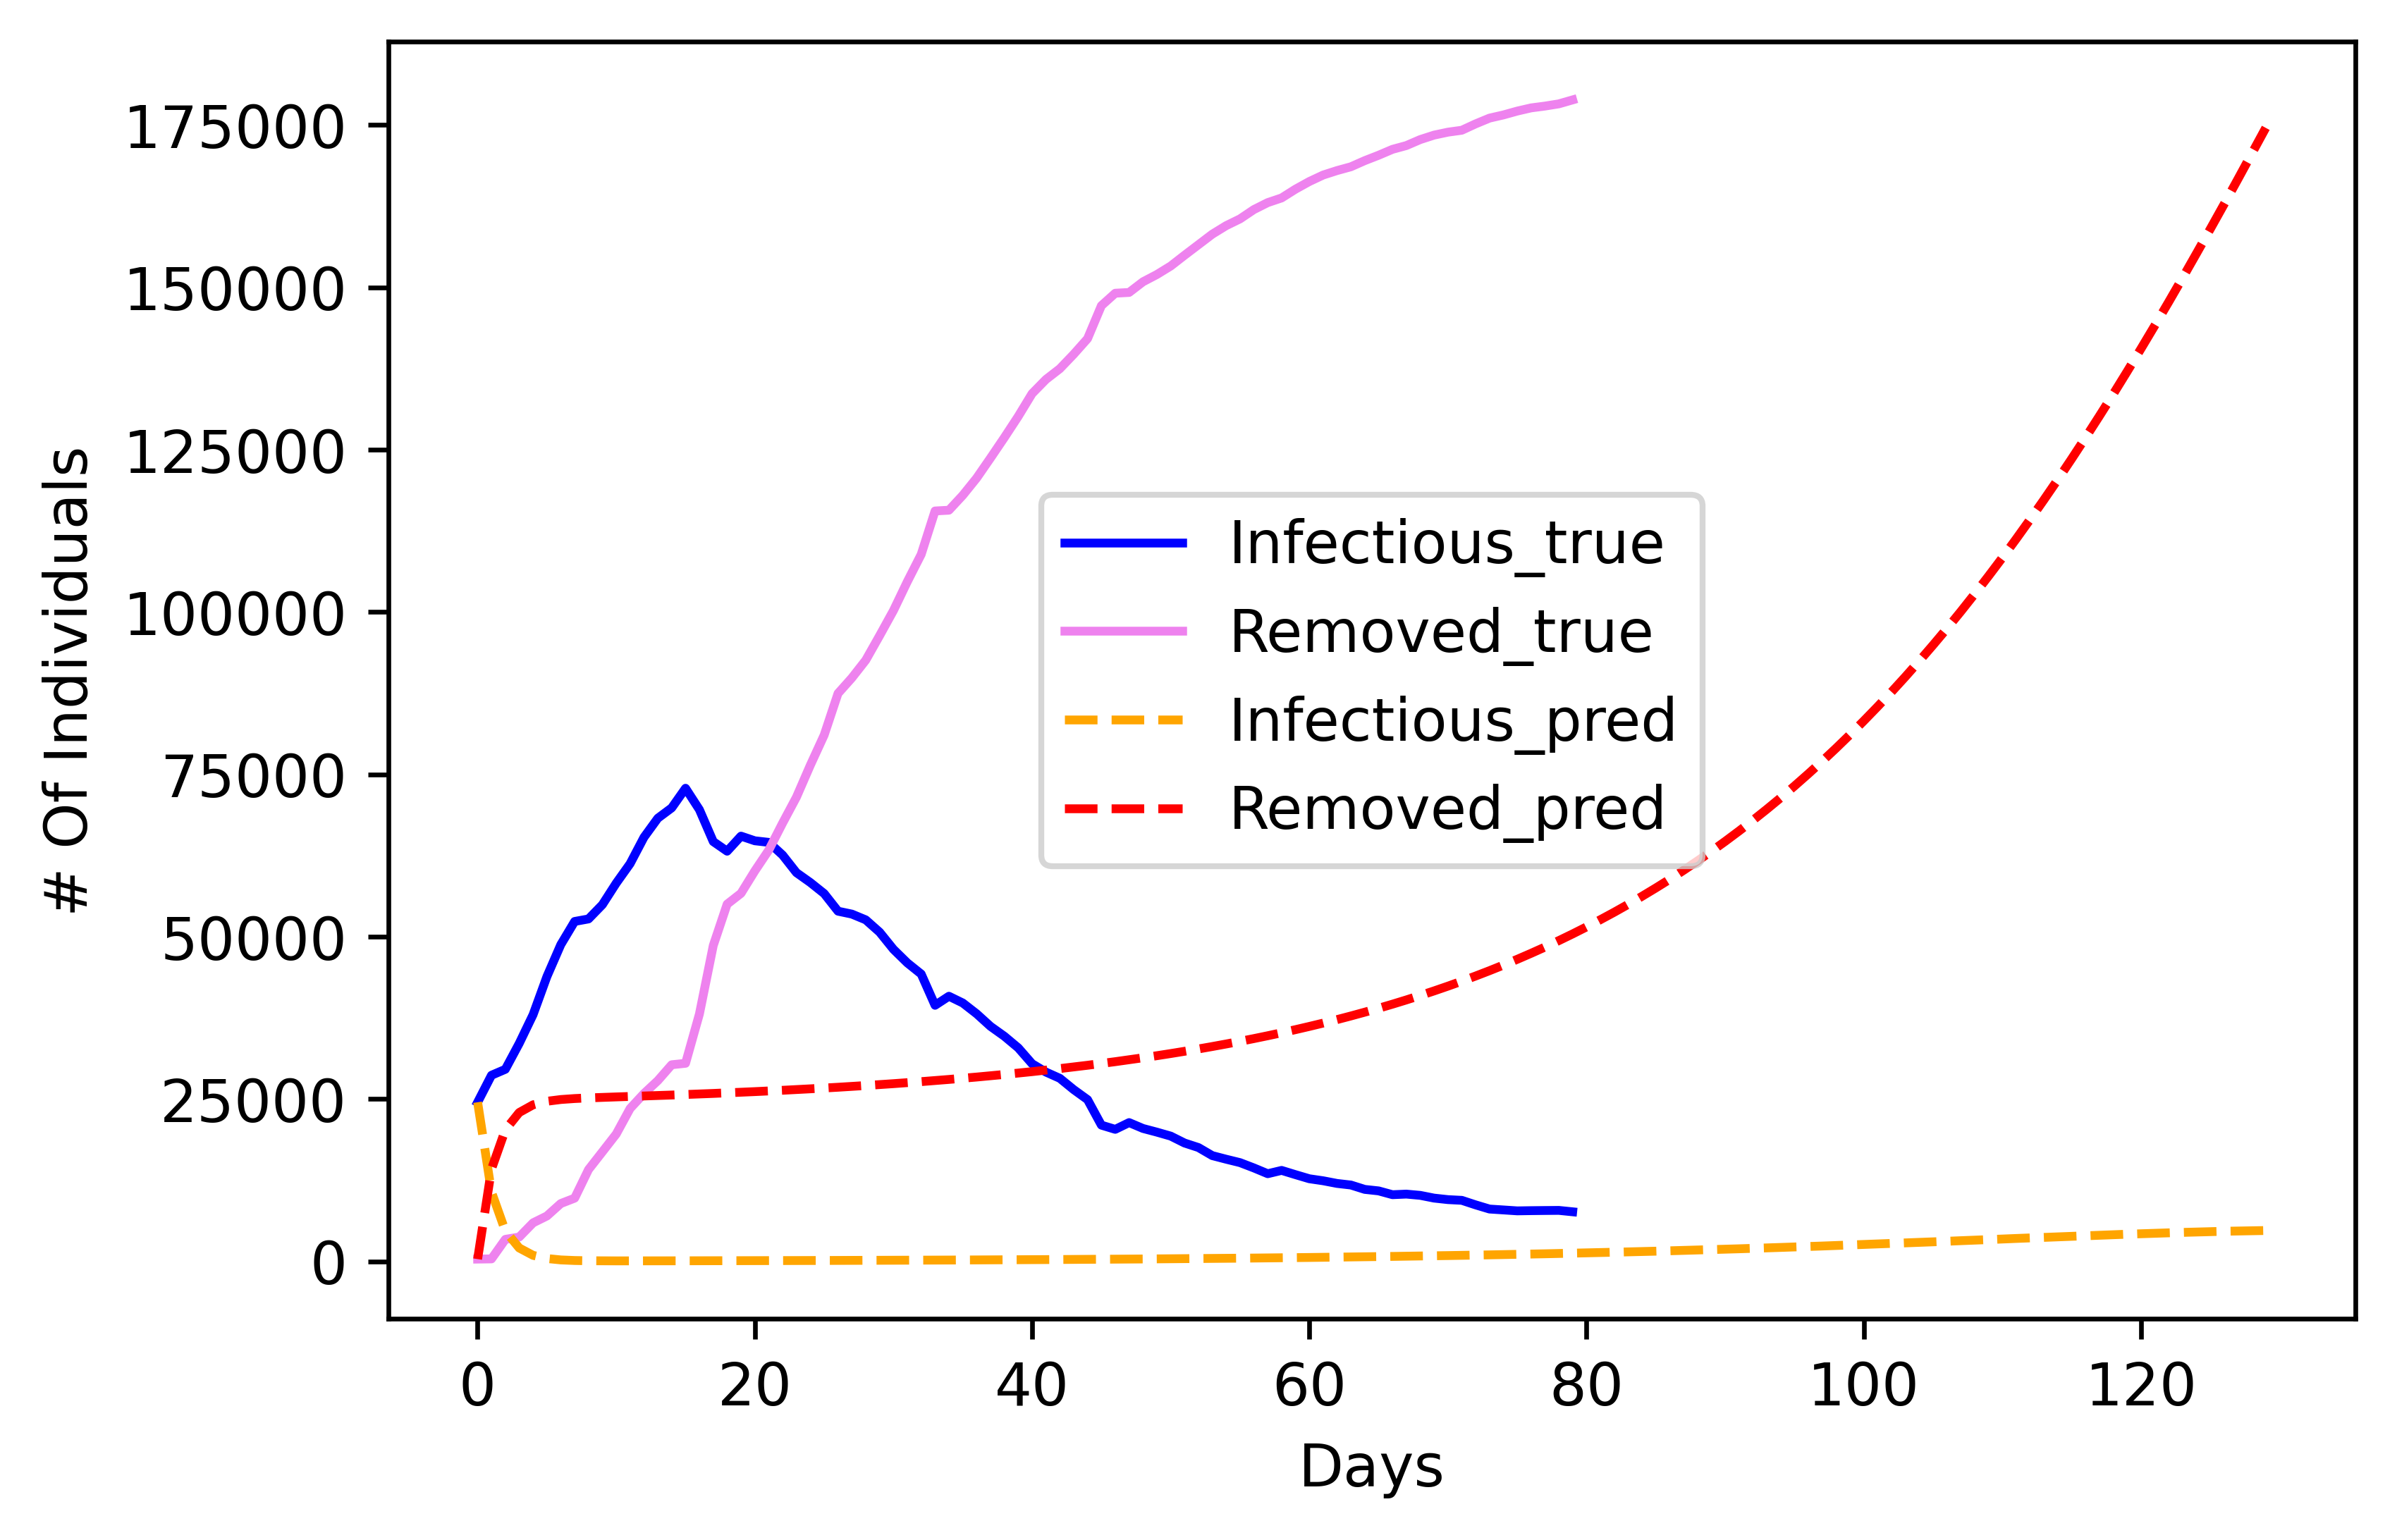 175000
150000
125000
100000
75000
50000
25000
0
# Of Individuals
Infectious_true
Removed_true
Infectious_pred
Removed_pred
0 20 40 60 80 100 120
Days